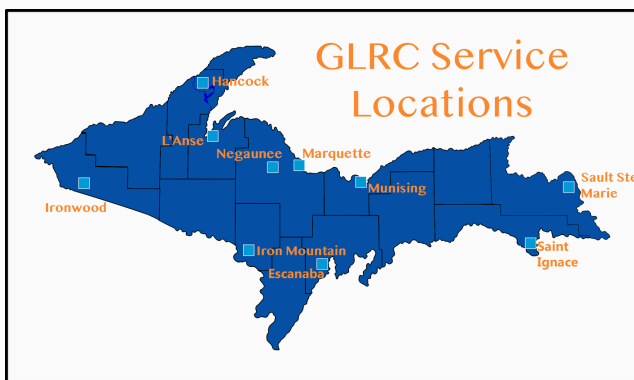 GLRC Service
Locations
Hancock
L'Anse
Negaunee
Marquette
Munising
Sault Ste
Marie
Ironwood
Iron Mountain
Escanaba
Saint
Ignace